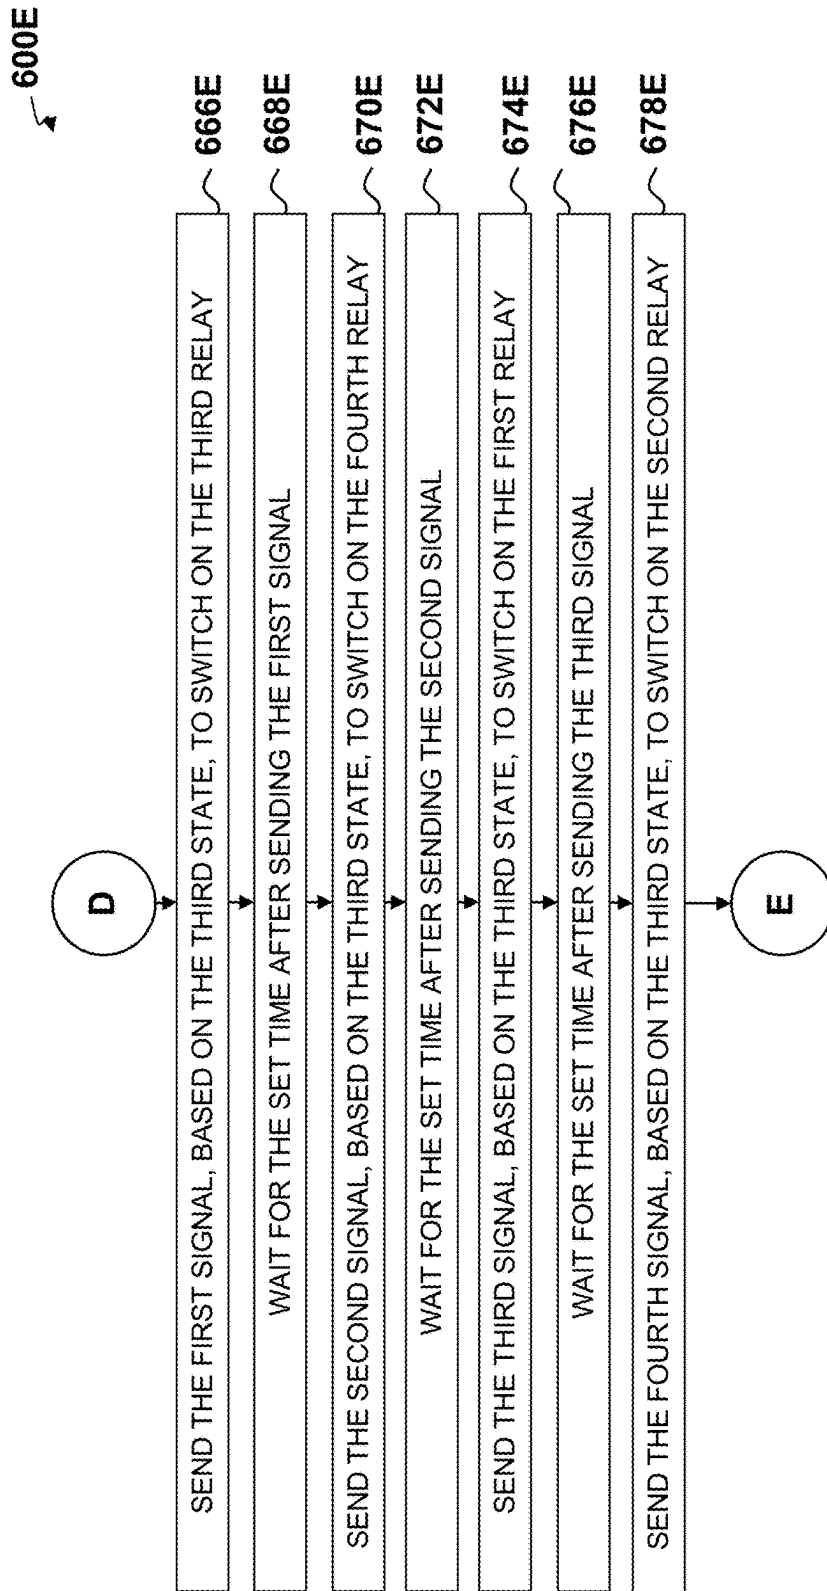 600E
D
SEND THE FIRST SIGNAL, BASED ON THE THIRD STATE, TO SWITCH ON THE THIRD RELAY
666E
WAIT FOR THE SET TIME AFTER SENDING THE FIRST SIGNAL
668E
SEND THE SECOND SIGNAL, BASED ON THE THIRD STATE, TO SWITCH ON THE FOURTH RELAY
670E
WAIT FOR THE SET TIME AFTER SENDING THE SECOND SIGNAL
672E
SEND THE THIRD SIGNAL, BASED ON THE THIRD STATE, TO SWITCH ON THE FIRST RELAY
674E
WAIT FOR THE SET TIME AFTER SENDING THE THIRD SIGNAL
676E
SEND THE FOURTH SIGNAL, BASED ON THE THIRD STATE, TO SWITCH ON THE SECOND RELAY
678E
E